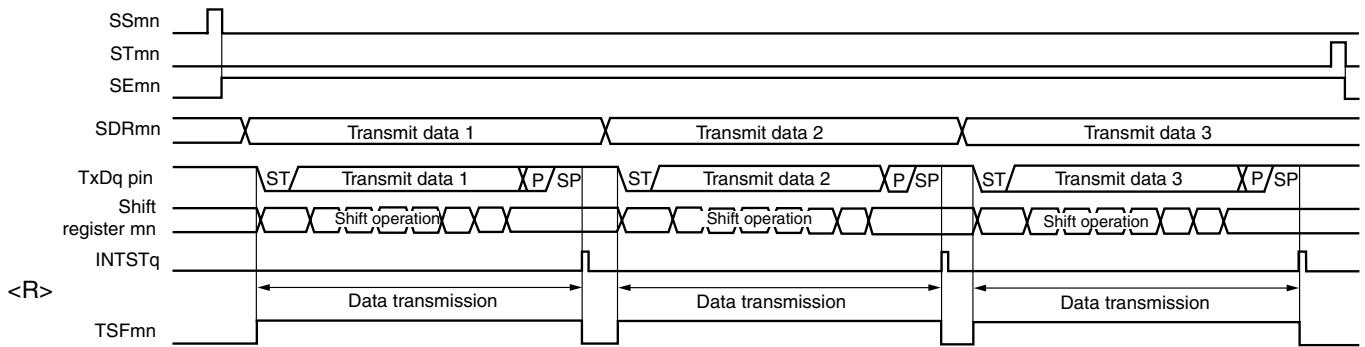 SSmn
STmn
SEmn
SDRmn Transmit data 1 Transmit data 2 Transmit data 3
TxDq pin ST Transmit data 1 P SP ST Transmit data 2 P SP ST Transmit data 3 P SP
Shift
register mn Shift operation Shift operation Shift operation
INTSTq
<R>
Data transmission Data transmission Data transmission
TSFmn